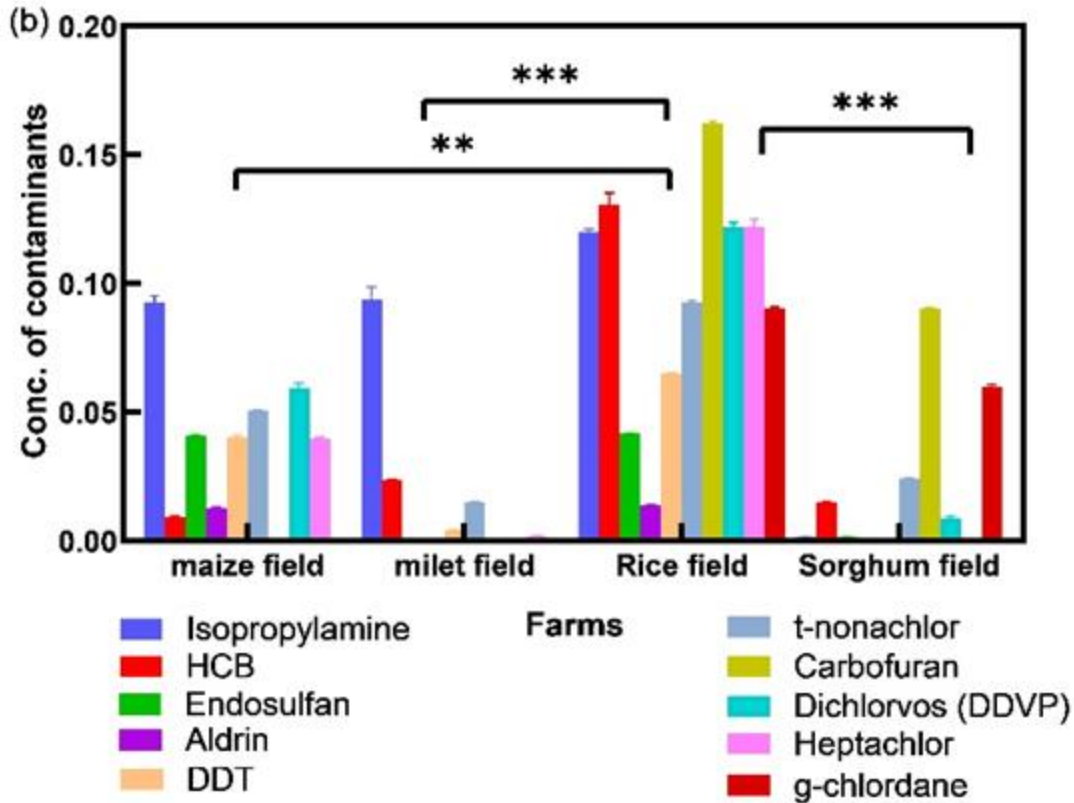 (b)
0.20
***
***
**
0.15
0.10
0.05
0.00
Conc. of contaminants
maize field milet field Rice field Sorghum field
Farms
Isopropylamine
HCB
Endosulfan
Aldrin
DDT
t-nonachlor
Carbofuran
Dichlorvos (DDVP)
Heptachlor
g-chlordane